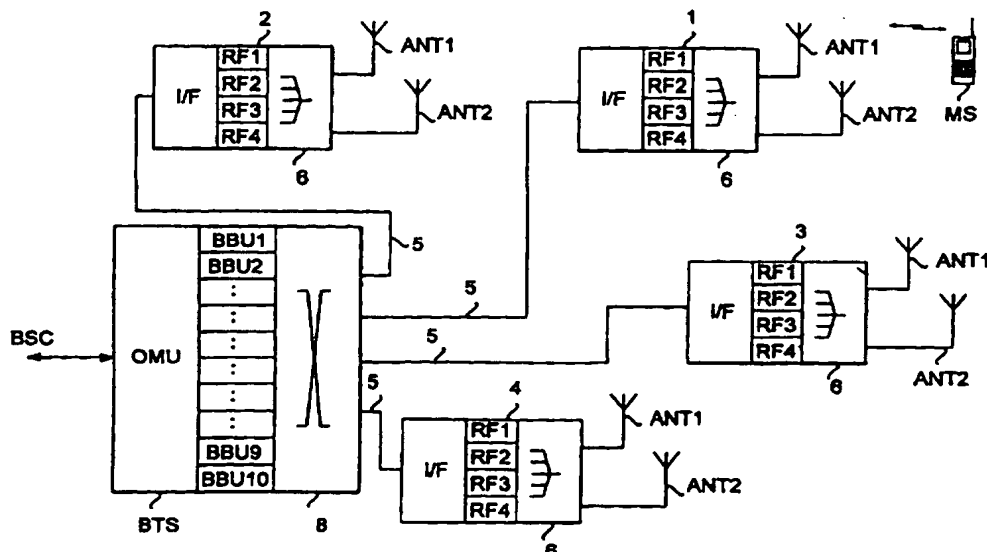 2
RF1
RF2
RF3
RF4
I/F
ANT1
ANT2
6
1
RF1
RF2
RF3
RF4
I/F
ANT1
ANT2
6
MS
5
BBU1
BBU2
BBU9
BBU10
OMU
BSC
BTS
8
5
5
5
3
RF1
RF2
RF3
RF4
I/F
ANT1
ANT2
6
4
RF1
RF2
RF3
RF4
I/F
ANT1
ANT2
6